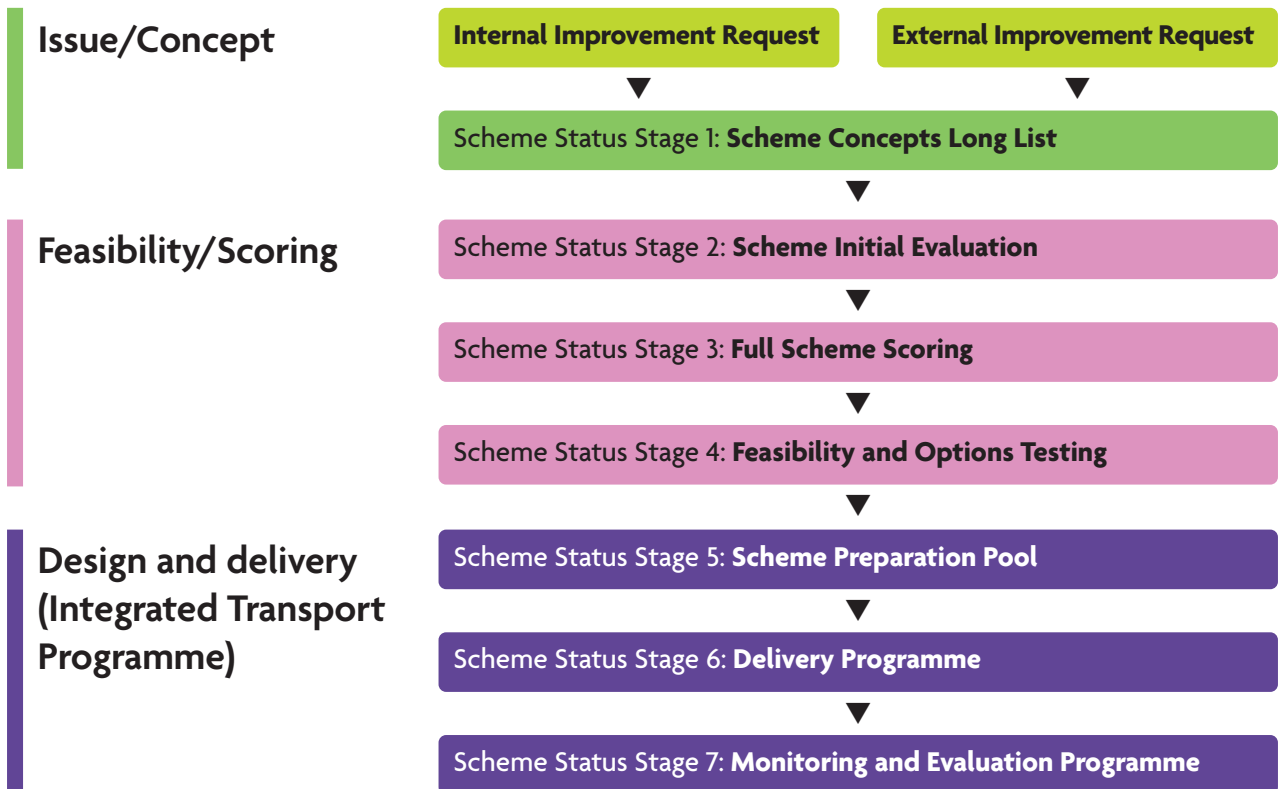 Issue/Concept
Internal Improvement Request
External Improvement Request
Scheme Status Stage 1: Scheme Concepts Long List
Feasibility/Scoring
Scheme Status Stage 2: Scheme Initial Evaluation
Scheme Status Stage 3: Full Scheme Scoring
Scheme Status Stage 4: Feasibility and Options Testing
Design and delivery
(Integrated Transport
Programme)
Scheme Status Stage 5: Scheme Preparation Pool
Scheme Status Stage 6: Delivery Programme
Scheme Status Stage 7: Monitoring and Evaluation Programme